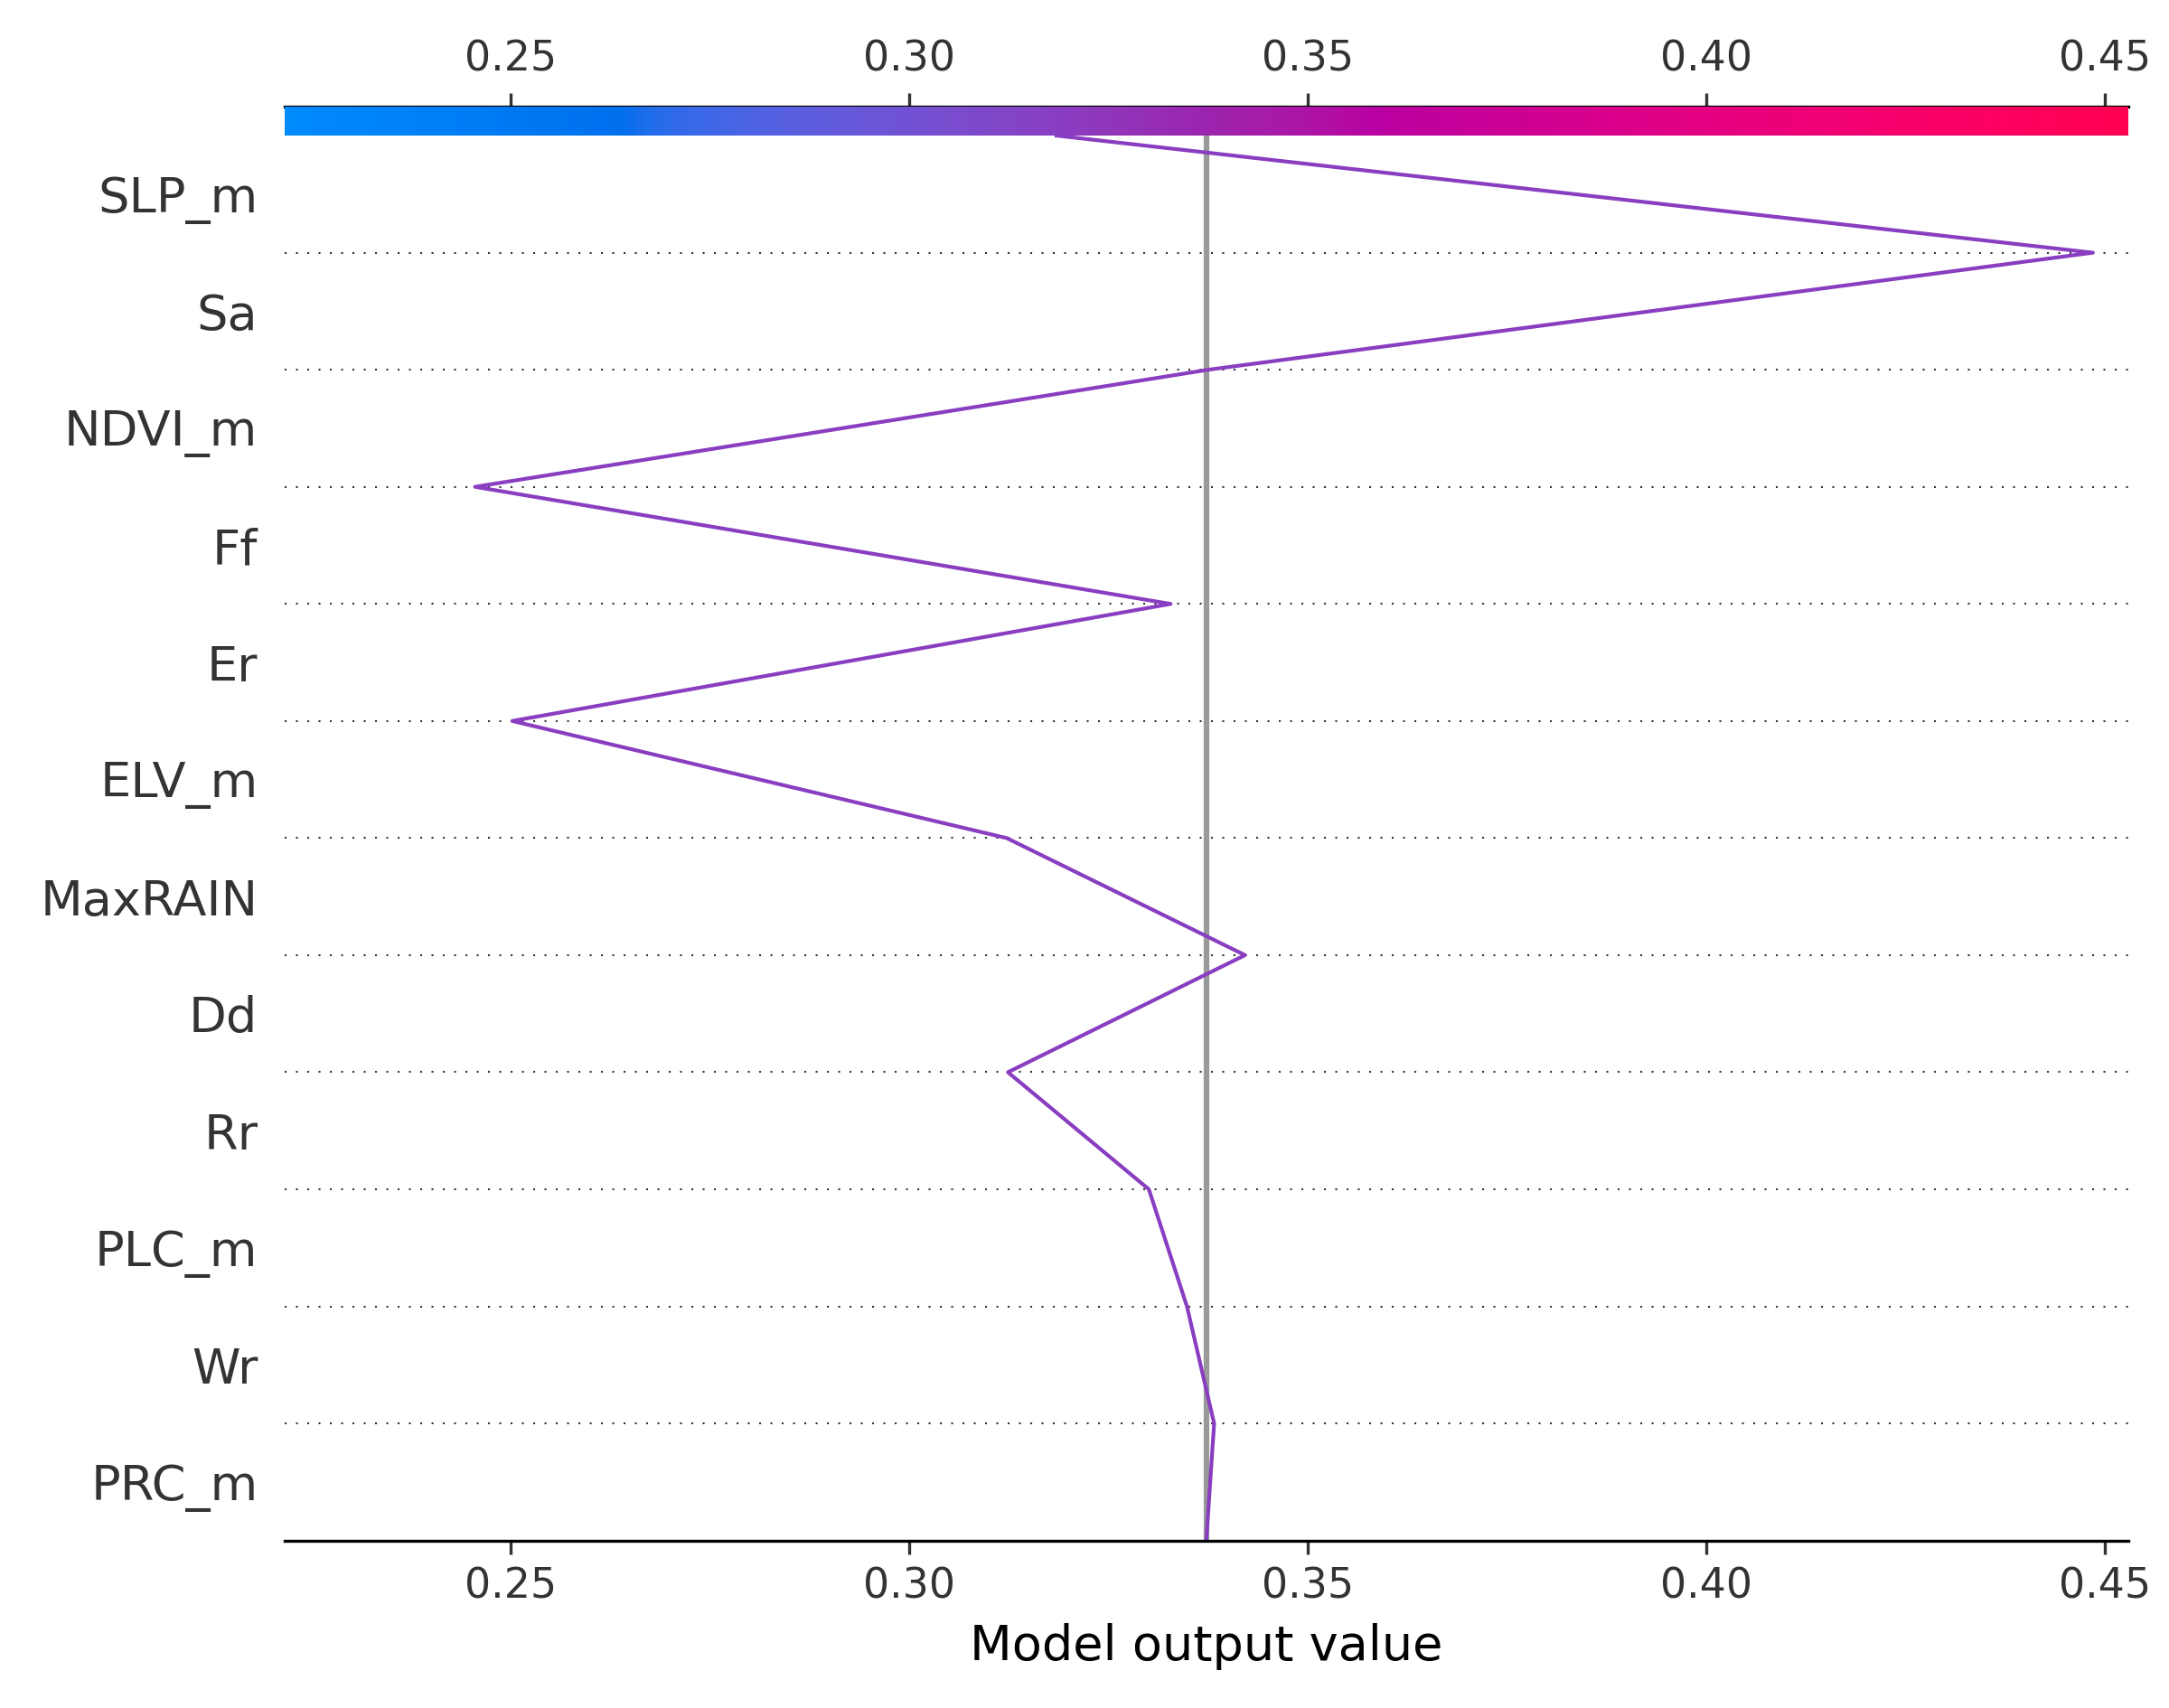 0.25 0.30 0.35 0.40 0.45
SLP_m
Sa
NDVI_m
Ff
Er
ELV_m
MaxRAIN
Dd
Rr
PLC_m
Wr
PRC_m
0.25 0.30 0.35 0.40 0.45
Model output value